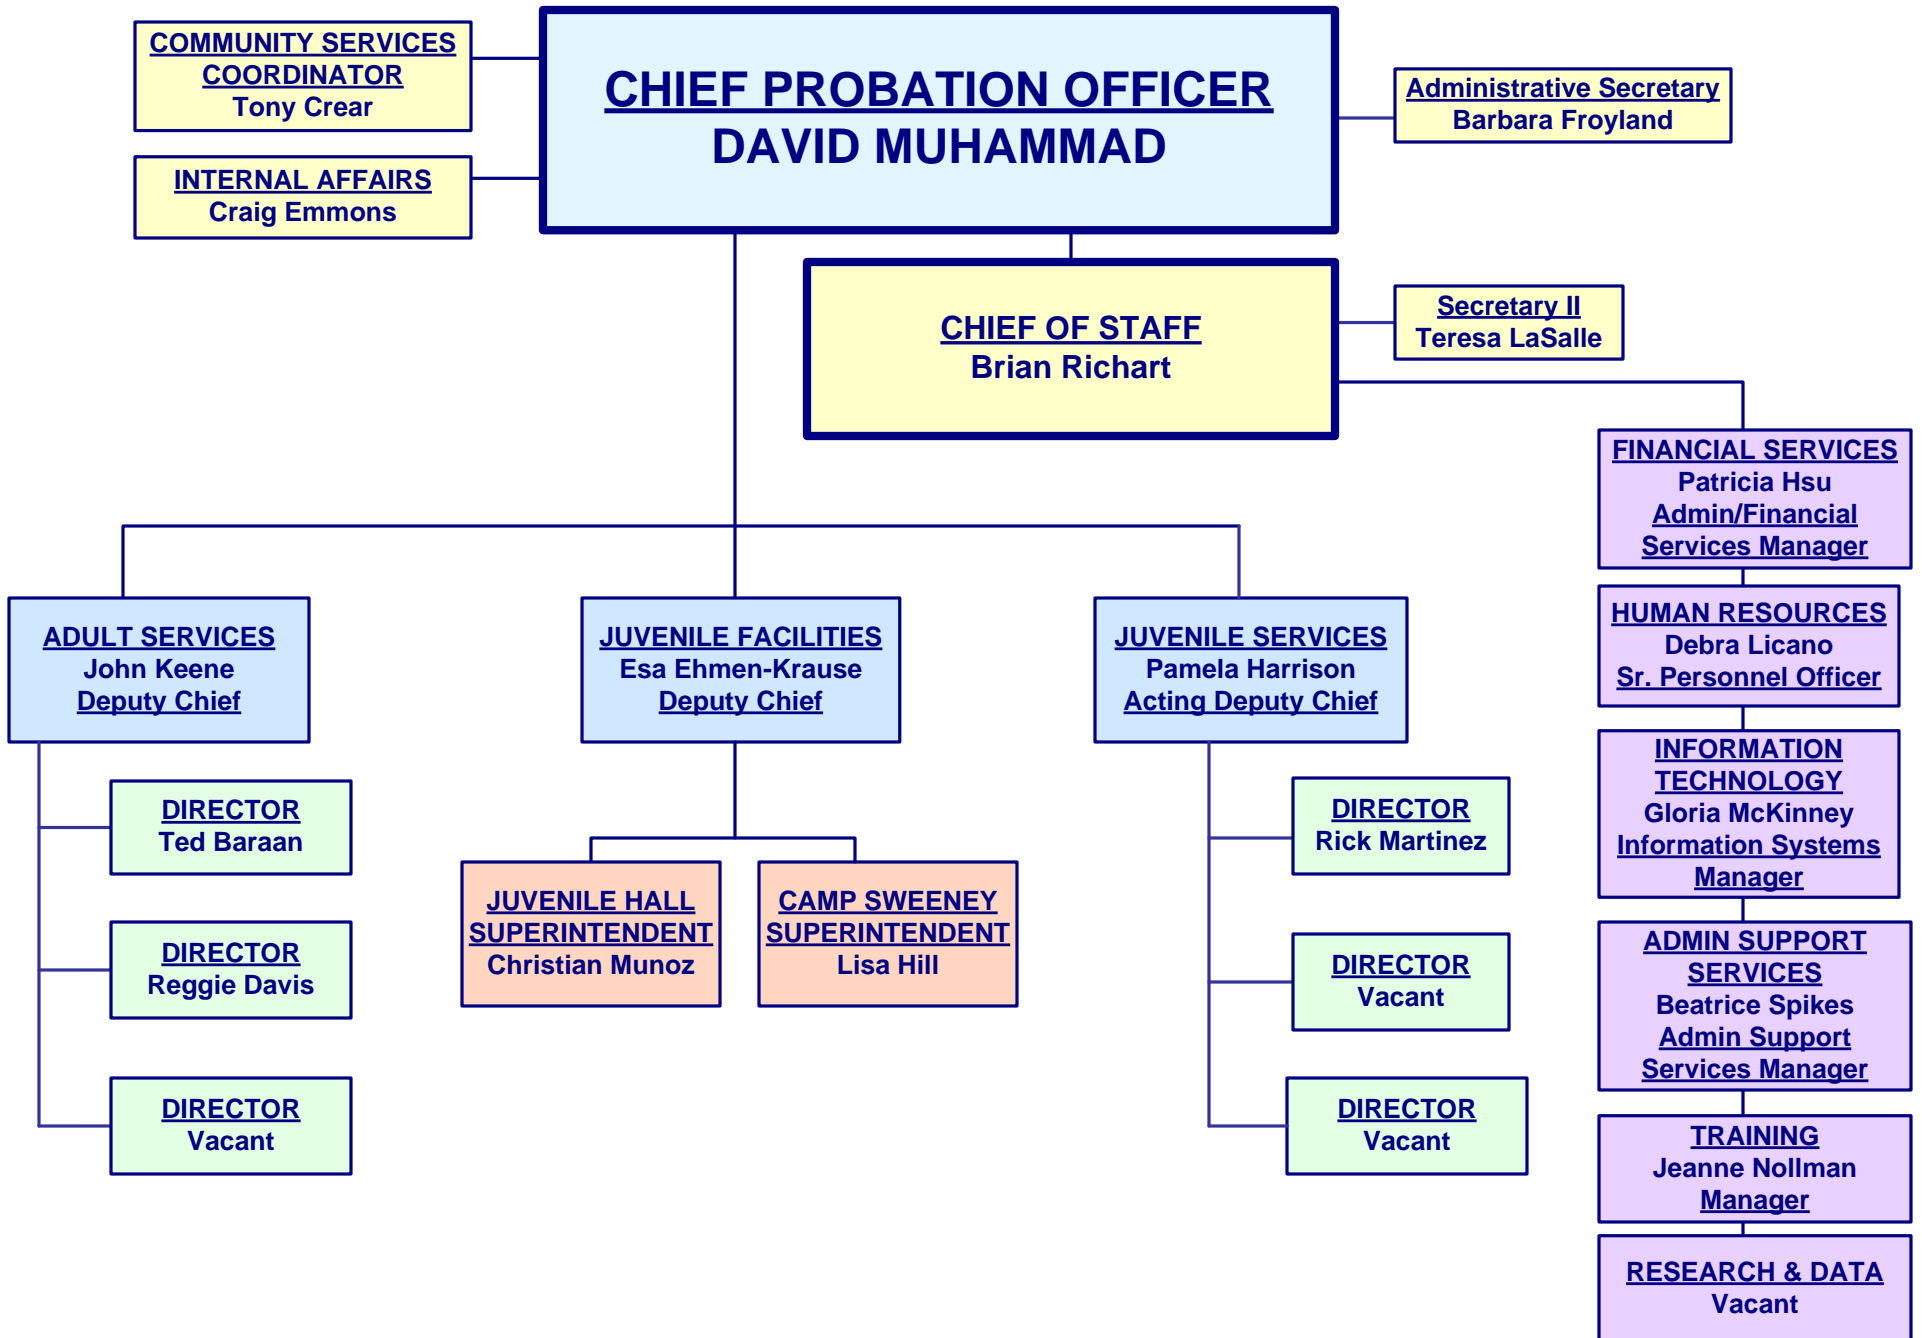 COMMUNITY SERVICES
COORDINATOR
Tony Crear
INTERNAL AFFAIRS
Craig Emmons
CHIEF PROBATION OFFICER
DAVID MUHAMMAD
Administrative Secretary
Barbara Froyland
CHIEF OF STAFF
Brian Richart
Secretary II
Teresa LaSalle
ADULT SERVICES
John Keene
Deputy Chief
DIRECTOR
Ted Baraan
DIRECTOR
Reggie Davis
DIRECTOR
Vacant
JUVENILE FACILITIES
Esa Ehmen-Krause
Deputy Chief
JUVENILE HALL
SUPERINTENDENT
Christian Munoz
CAMP SWEENEY
SUPERINTENDENT
Lisa Hill
JUVENILE SERVICES
Pamela Harrison
Acting Deputy Chief
DIRECTOR
Rick Martinez
DIRECTOR
Vacant
DIRECTOR
Vacant
FINANCIAL SERVICES
Patricia Hsu
Admin/Financial
Services Manager
HUMAN RESOURCES
Debra Licano
Sr. Personnel Officer
INFORMATION
TECHNOLOGY
Gloria McKinney
Information Systems
Manager
ADMIN SUPPORT
SERVICES
Beatrice Spikes
Admin Support
Services Manager
TRAINING
Jeanne Nollman
Manager
RESEARCH & DATA
Vacant